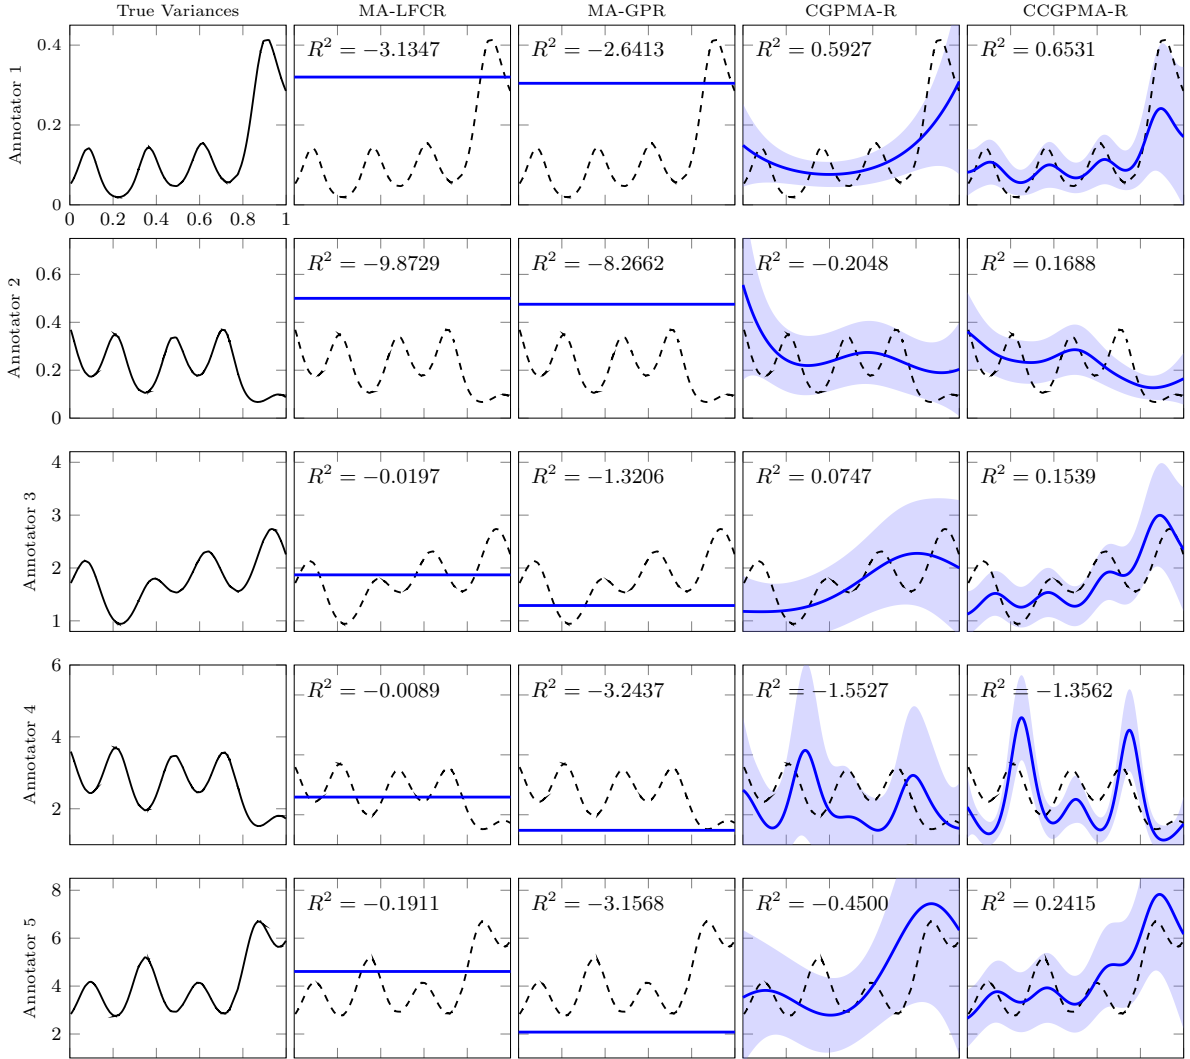 True Variances MA-LFCR MA-GPR CGPMA-R CCGPMA-R
Annotator 1
0.4
0.2
0
R² = −3.1347 R² = −2.6413 R² = 0.5927 R² = 0.6531
0 0.2 0.4 0.6 0.8 1
Annotator 2
0.6
0.4
0.2
0
R² = −9.8729 R² = −8.2662 R² = −0.2048 R² = 0.1688
Annotator 3
4
3
2
1
R² = −0.0197 R² = −1.3206 R² = 0.0747 R² = 0.1539
Annotator 4
6
4
2
R² = −0.0089 R² = −3.2437 R² = −1.5527 R² = −1.3562
Annotator 5
8
6
4
2
R² = −0.1911 R² = −3.1568 R² = −0.4500 R² = 0.2415